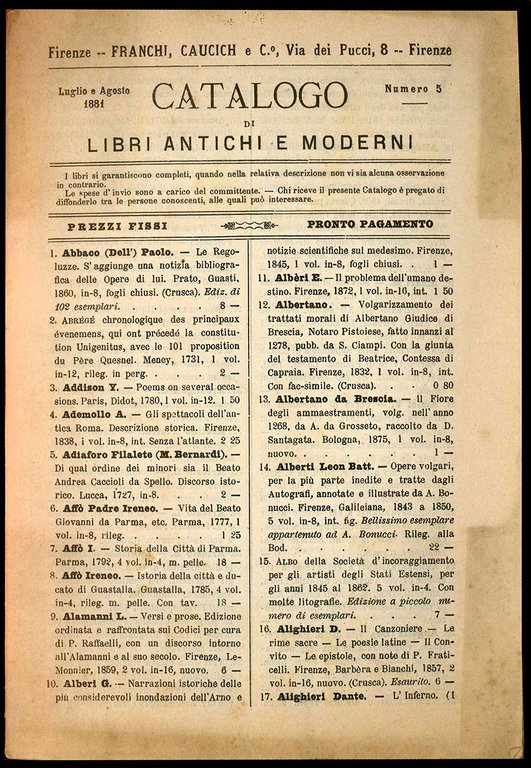 Firenze -- FRANCHI, CAUCICH e C.º, Via dei Pucci, 8 -- Firenze
Luglio e Agosto
1881
CATALOGO
Numero 5
DI
LIBRI ANTICHI E MODERNI
I libri si garantiscono completi, quando nella relativa descrizione non vi sia alcuna osservazione
in contrario.
Le spese d'invio sono a carico del committente. — Chi riceve il presente Catalogo è pregato di
diffonderlo tra le persone conoscenti, alle quali può interessare.
PREZZI FISSI
PRONTO PAGAMENTO
1. Abbaco (Dell') Paolo. — Le Rego-
luzze. S'aggiunge una notizia bibliogra-
fica delle Opere di lui. Prato, Guasti,
1860, in-8, fogli chiusi. (Crusca). Ediz. di
102 esemplari. . . . . 8 —
2. ABRÉGÉ chronologique des principaux
évenemens, qui ont précédé la constitu-
tion Unigenitus, avec le 101 proposition
du Père Quesnel. Meney, 1731, 1 vol.
in-12, rileg. in perg. . . . 2 —
3. Addison Y. — Poems on several occa-
sions. Paris, Didot, 1780, 1 vol. in-12. 1 50
4. Ademollo A. — Gli spettacoli dell'an-
tica Roma. Descrizione storica. Firenze,
1838, 1 vol. in-8, int. Senza l'atlante. 2 25
5. Adiaforo Filalete (M. Bernardi). —
Di qual ordine dei minori sia il Beato
Andrea Caccioli da Spello. Discorso isto-
rico. Lucca, 1727, in-8. . . . 2 —
6. Affò Padre Ireneo. — Vita del Beato
Giovanni da Parma, etc. Parma, 1777, 1
vol. in-8, rileg. . . . . 1 25
7. Affò I. — Storia della Città di Parma.
Parma, 1792, 4 vol. in-4, m. pelle. 18 —
8. Affò Ireneo. — Istoria della città e du-
cato di Guastalla. Guastalla, 1785, 4 vol.
in-4, rileg. m. pelle. Con tav. 18 —
9. Alamanni L. — Versi e prose. Edizione
ordinata e raffrontata sui Codici per cura
di P. Raffaelli, con un discorso intorno
all'Alamanni e al suo secolo. Firenze, Le-
Monnier, 1859, 2 vol. in-16, nuovo. 6 —
10. Alberi G. — Narrazioni istoriche delle
più considerevoli inondazioni dell'Arno e
notizie scientifiche sul medesimo. Firenze,
1845, 1 vol. in-8, fogli chiusi. . 1 —
11. Albèri E. — Il problema dell'umano de-
stino. Firenze, 1872, 1 vol. in-16, int. 1 50
12. Albertano. — Volgarizzamento dei
trattati morali di Albertano Giudice di
Brescia, Notaro Pistoiese, fatto innanzi al
1278, pubb. da S. Ciampi. Con la giunta
del testamento di Beatrice, Contessa di
Capraia. Firenze, 1832, 1 vol. in-8, int.
Con fac-simile. (Crusca). . . 0 80
13. Albertano da Brescia. — Il Fiore
degli ammaestramenti, volg. nell'anno
1268, da A. da Grosseto, raccolto da D.
Santagata. Bologna, 1875, 1 vol. in-8,
nuovo. . . . . . 1 —
14. Alberti Leon Batt. — Opere volgari,
per la più parte inedite e tratte dagli
Autografi, annotate e illustrate da A. Bo-
nucci. Firenze, Galileiana, 1843 a 1850,
5 vol. in-8, int. fig. Bellissimo esemplare
appartenuto ad A. Bonucci. Rileg. alla
Bod. . . . . . 22 —
15. ALBO della Società d'incoraggiamento
per gli artisti degli Stati Estensi, per
gli anni 1845 al 1862. 5 vol. in-4. Con
molte litografie. Edizione a piccolo nu-
mero di esemplari. . . . 7 —
16. Alighieri D. — Il Canzoniere — Le
rime sacre — Le poesie latine — Il Con-
vito — Le epistole, con note di P. Frati-
celli. Firenze, Barbèra e Bianchi, 1857, 2
vol. in-16, nuovo. (Crusca). Esaurito. 6 —
17. Alighieri Dante. — L'Inferno. (1